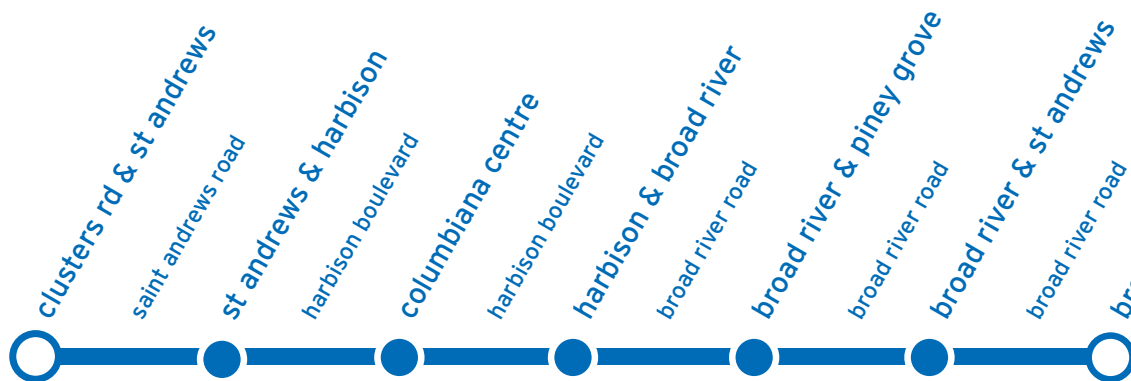 clusters rd & st andrews
saint andrews road
st andrews & harbison
harbison boulevard
columbiana centre
harbison boulevard
harbison & broad river
broad river road
broad river & piney grove
broad river road
broad river & st andrews
broad river road